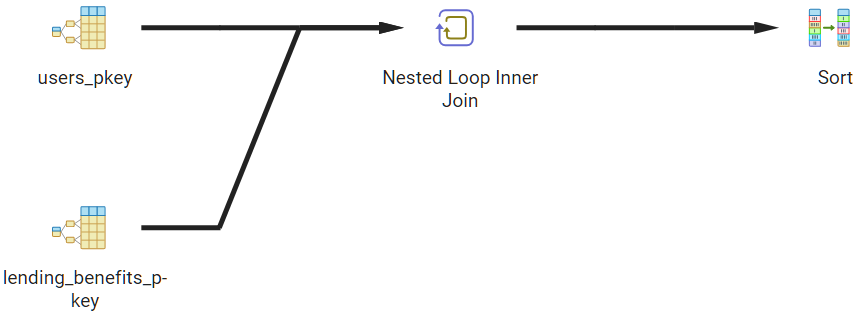 users_pkey
Nested Loop Inner
Join
Sort
lending_benefits_p-
key